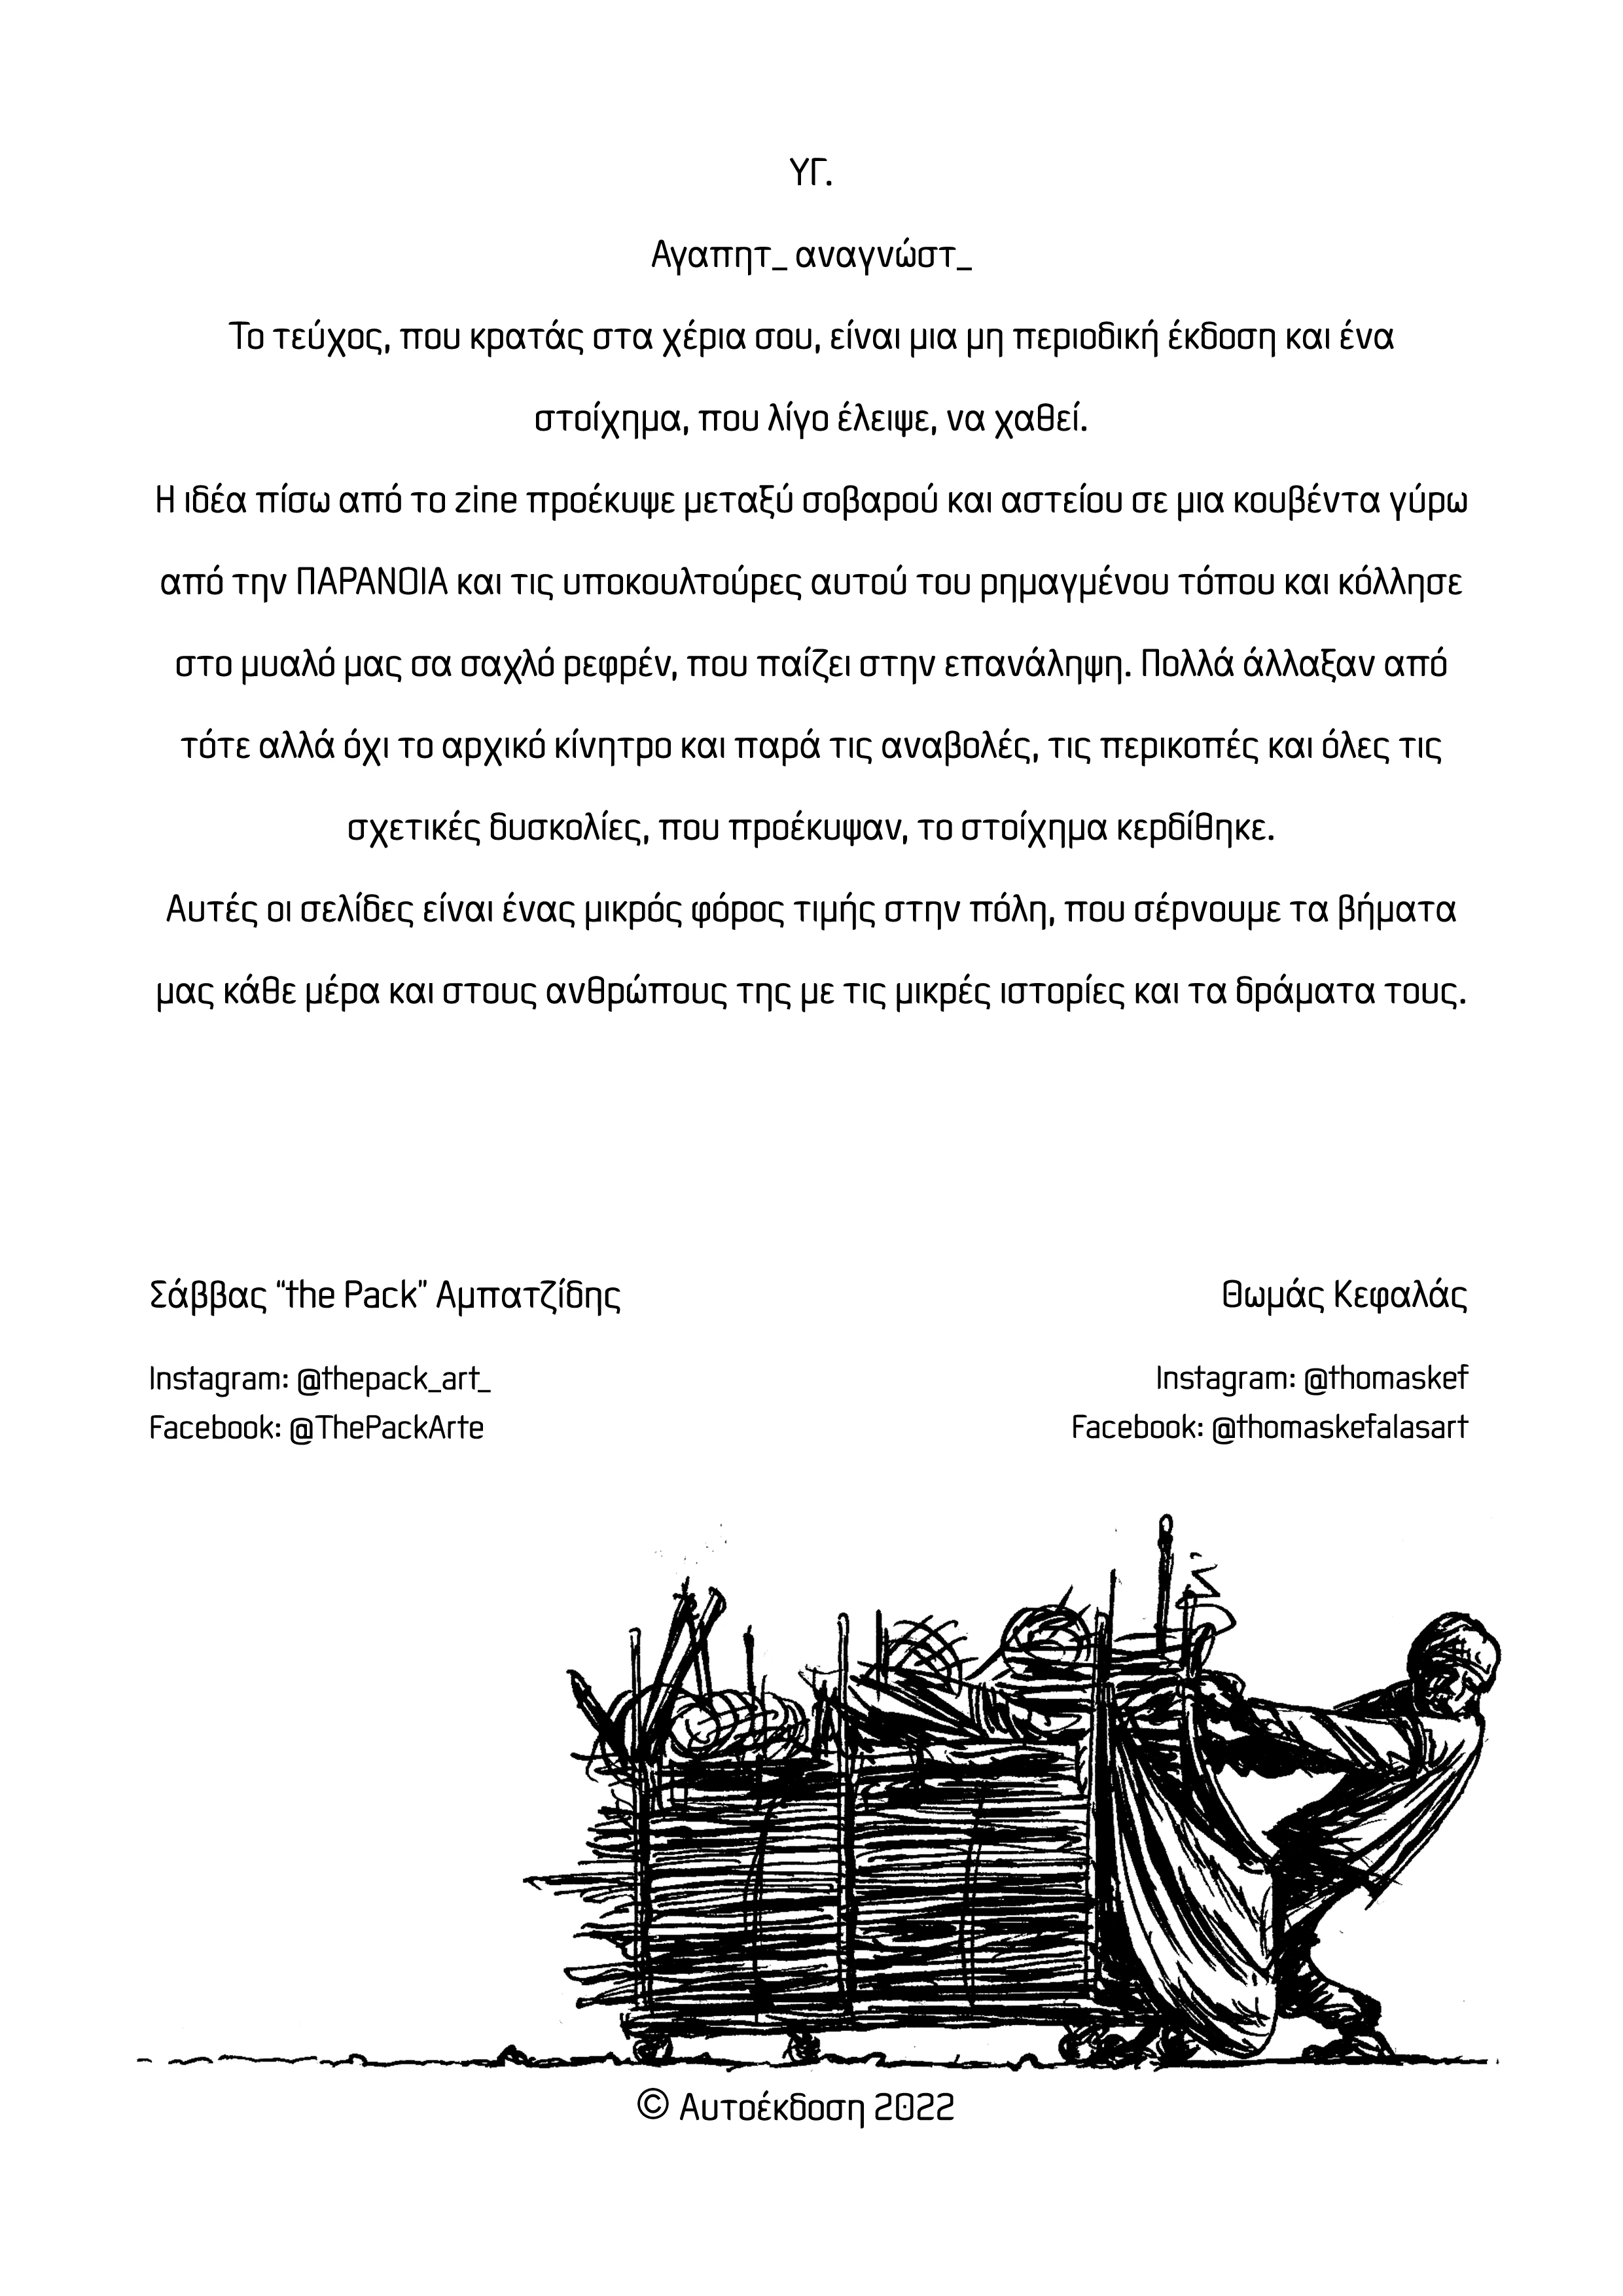 ΥΓ.
Αγαπητ_ αναγνώστ_
Το τεύχος, που κρατάς στα χέρια σου, είναι μια μη περιοδική έκδοση και ένα
στοίχημα, που λίγο έλειψε, να χαθεί.
Η ιδέα πίσω από το zine προέκυψε μεταξύ σοβαρού και αστείου σε μια κουβέντα γύρω
από την ΠΑΡΑΝΟΙΑ και τις υποκουλτούρες αυτού του ρημαγμένου τόπου και κόλλησε
στο μυαλό μας σα σαχλό ρεφρέν, που παίζει στην επανάληψη. Πολλά άλλαξαν από
τότε αλλά όχι το αρχικό κίνητρο και παρά τις αναβολές, τις περικοπές και όλες τις
σχετικές δυσκολίες, που προέκυψαν, το στοίχημα κερδίθηκε.
Αυτές οι σελίδες είναι ένας μικρός φόρος τιμής στην πόλη, που σέρνουμε τα βήματα
μας κάθε μέρα και στους ανθρώπους της με τις μικρές ιστορίες και τα δράματα τους.
Σάββας “the Pack” Αμπατζίδης
Instagram: @thepack_art_
Facebook: @ThePackArte
Θωμάς Κεφαλάς
Instagram: @thomaskef
Facebook: @thomaskefalasart
© Αυτοέκδοση 2022